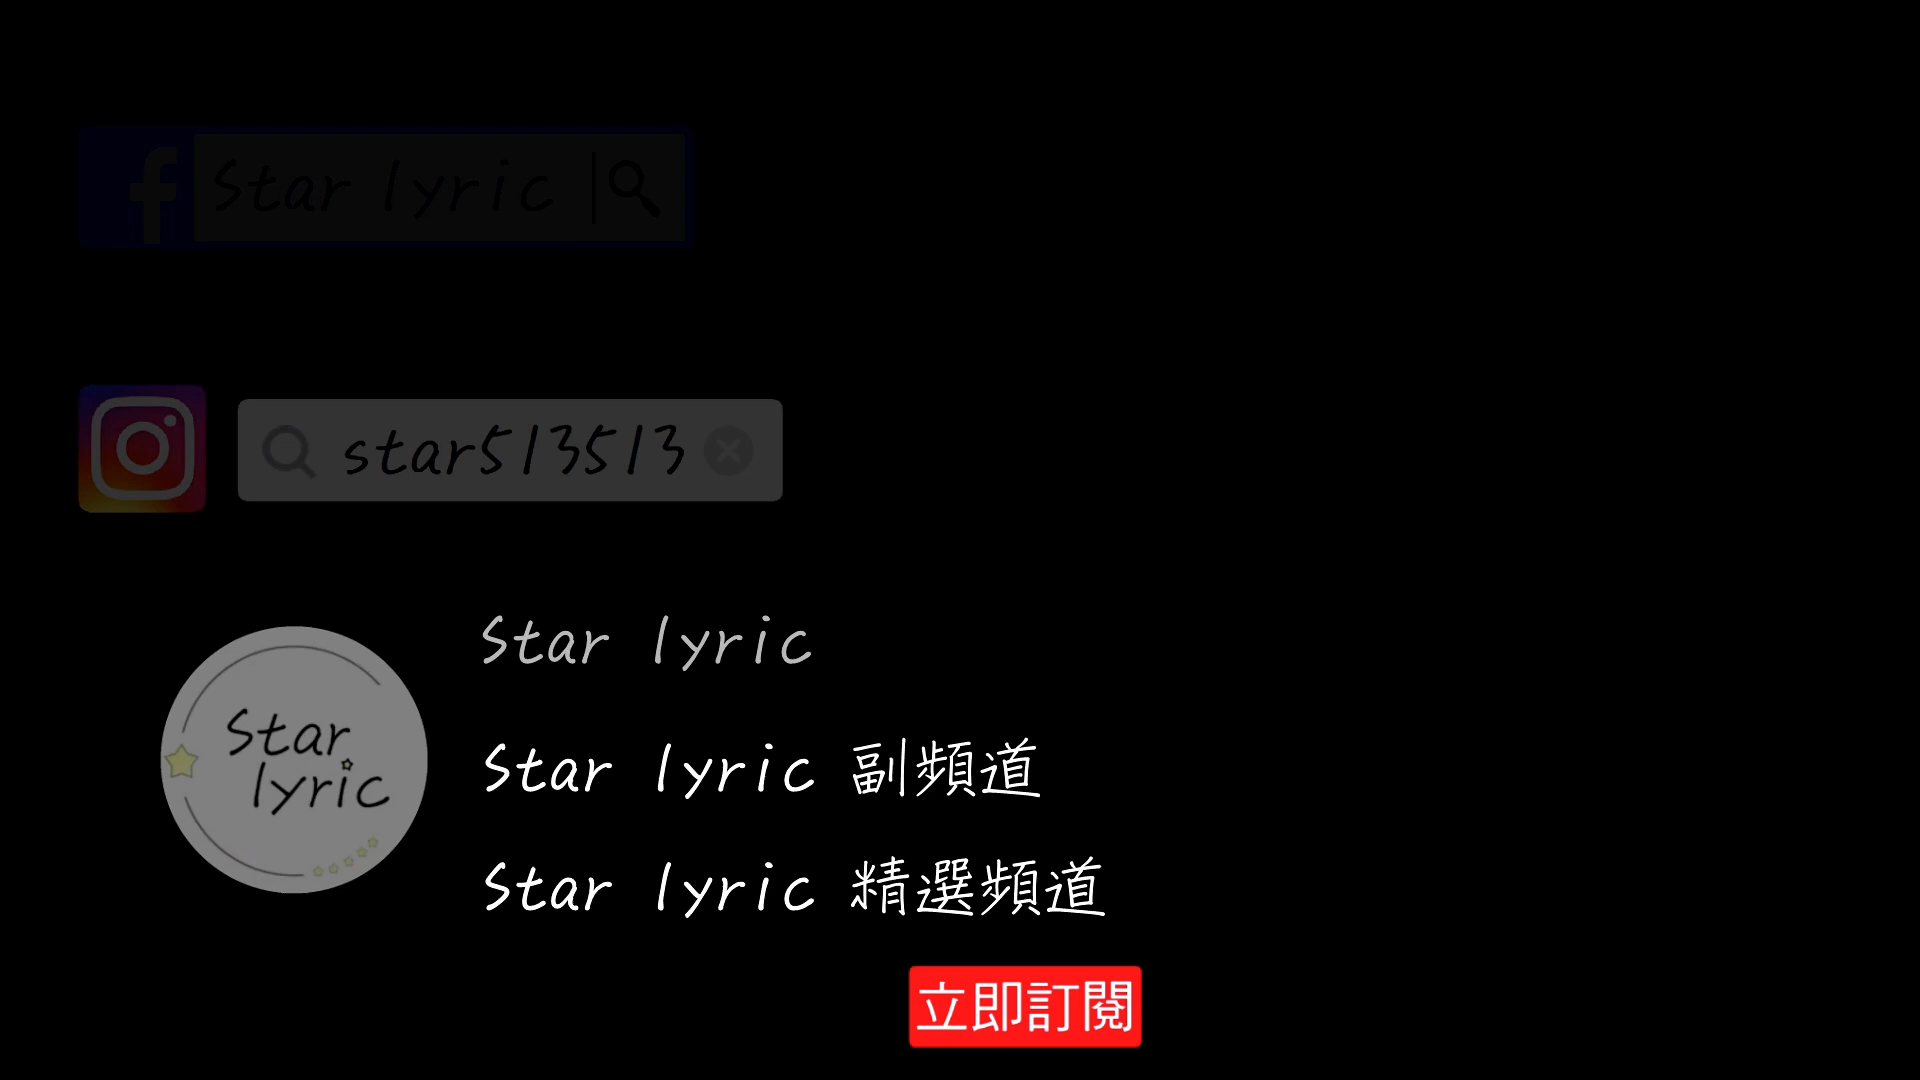 Star lyric
star513513
Star lyric
Star
lyric
Star lyric 副頻道
Star lyric 精選頻道
立即訂閱